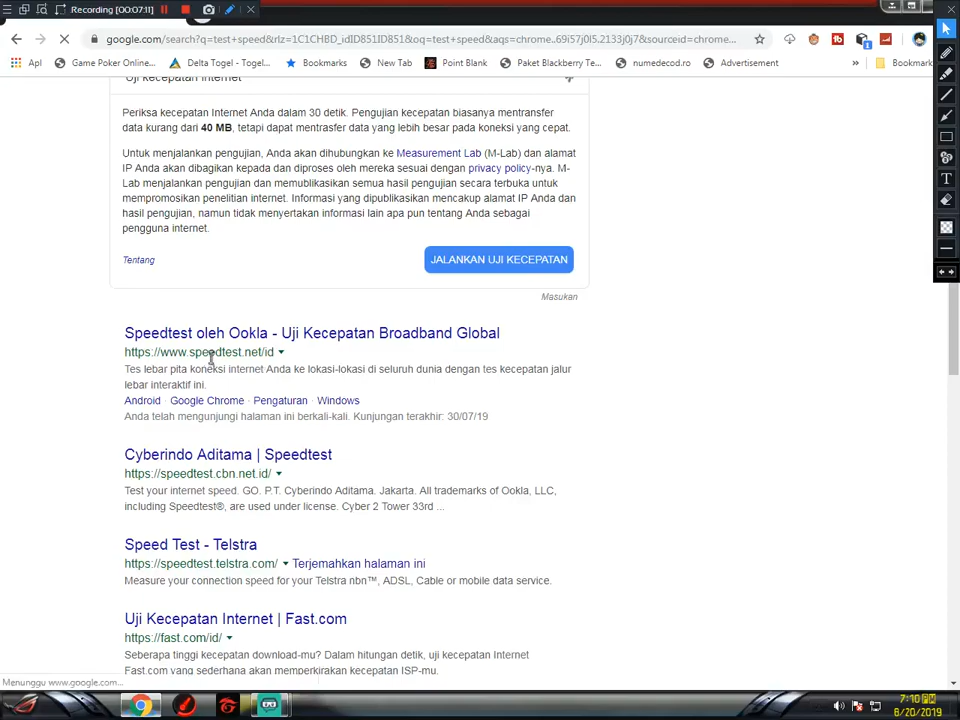 Recording [00:07:11]
google.com/search?q=test+speed&rlz=1C1CHBD_idID851ID851&oq=test+speed&aqs=chrome..69i57j0l5.2133j0j7&sourceid=chrome...
Apl Game Poker Online... Delta Togel - Togel... Bookmarks New Tab Point Blank Paket Blackberry Te... numedecod.ro Advertisement » Bookmark
Uji Kecepatan Internet
Periksa kecepatan Internet Anda dalam 30 detik. Pengujian kecepatan biasanya mentransfer
data kurang dari 40 MB, tetapi dapat mentrasfer data yang lebih besar pada koneksi yang cepat.
Untuk menjalankan pengujian, Anda akan dihubungkan ke Measurement Lab (M-Lab) dan alamat
IP Anda akan dibagikan kepada dan diproses oleh mereka sesuai dengan privacy policy-nya. M-
Lab menjalankan pengujian dan memublikasikan semua hasil pengujian secara terbuka untuk
mempromosikan penelitian internet. Informasi yang dipublikasikan mencakup alamat IP Anda dan
hasil pengujian, namun tidak menyertakan informasi lain apa pun tentang Anda sebagai
pengguna internet.
Tentang
JALANKAN UJI KECEPATAN
Masukan
Speedtest oleh Ookla - Uji Kecepatan Broadband Global
https://www.speedtest.net/id
Tes lebar pita koneksi internet Anda ke lokasi-lokasi di seluruh dunia dengan tes kecepatan jalur
lebar interaktif ini.
Android · Google Chrome · Pengaturan · Windows
Anda telah mengunjungi halaman ini berkali-kali. Kunjungan terakhir: 30/07/19
Cyberindo Aditama | Speedtest
https://speedtest.cbn.net.id/
Test your internet speed. GO. P.T. Cyberindo Aditama. Jakarta. All trademarks of Ookla, LLC,
including Speedtest®, are used under license. Cyber 2 Tower 33rd ...
Speed Test - Telstra
https://speedtest.telstra.com/ Terjemahkan halaman ini
Measure your connection speed for your Telstra nbn™, ADSL, Cable or mobile data service.
Uji Kecepatan Internet | Fast.com
https://fast.com/id/
Seberapa tinggi kecepatan download-mu? Dalam hitungan detik, uji kecepatan Internet
Fast.com yang sederhana akan memperkirakan kecepatan ISP-mu.
Menunggu www.google.com...
7:10 PM
8/20/2019